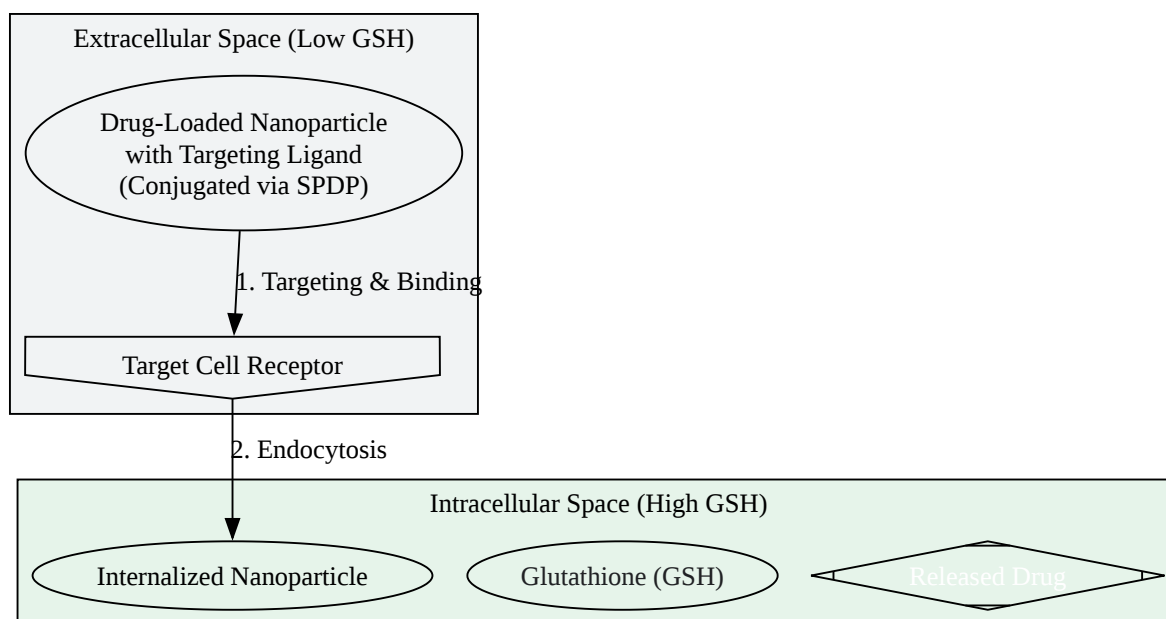 Extracellular Space (Low GSH)
Drug-Loaded Nanoparticle
with Targeting Ligand
(Conjugated via SPDP)
1. Targeting & Binding
Target Cell Receptor
2. Endocytosis
Intracellular Space (High GSH)
Internalized Nanoparticle
Glutathione (GSH)
Released Drug